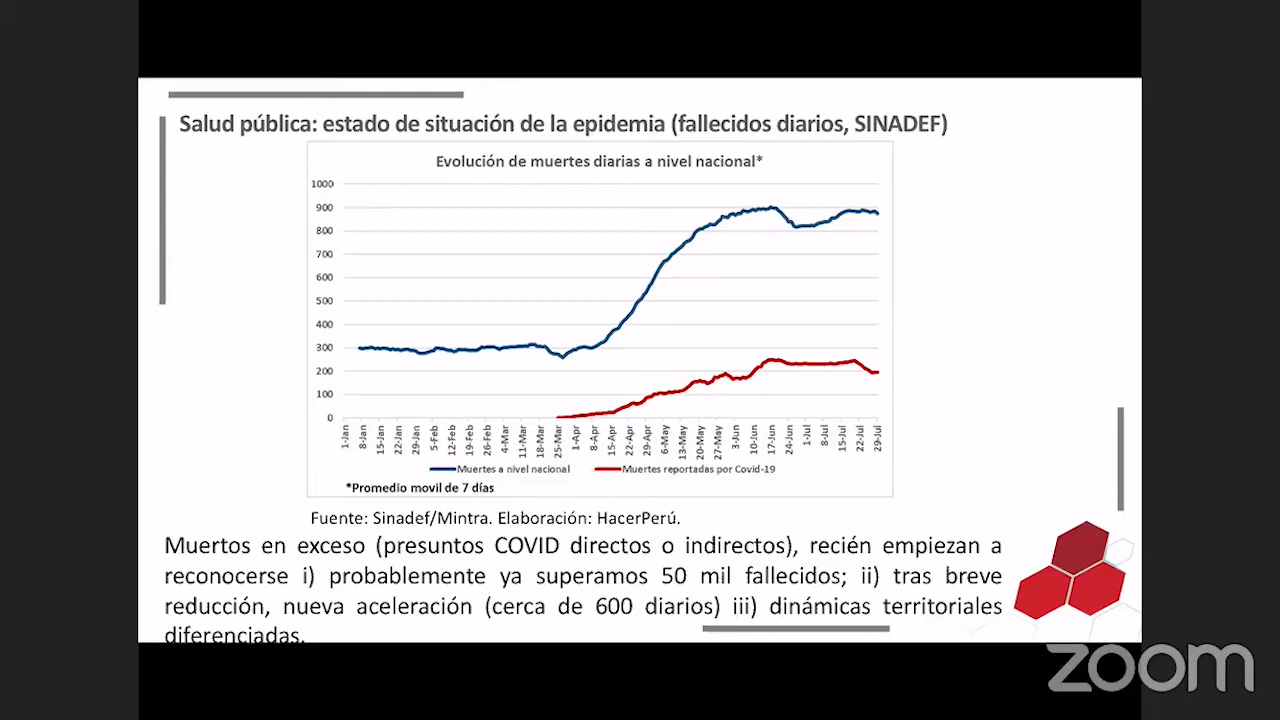 Salud pública: estado de situación de la epidemia (fallecidos diarios, SINADEF)
Evolución de muertes diarias a nivel nacional*
1000
900
800
700
600
500
400
300
200
100
0
1-Jan 8-Jan 15-Jan 22-Jan 29-Jan 5-Feb 12-Feb 19-Feb 26-Feb 4-Mar 11-Mar 18-Mar 25-Mar 1-Apr 8-Apr 15-Apr 22-Apr 29-Apr 6-May 13-May 20-May 27-May 3-Jun 10-Jun 17-Jun 24-Jun 1-Jul 8-Jul 15-Jul 22-Jul 29-Jul
Muertes a nivel nacional Muertes reportadas por Covid-19
*Promedio movil de 7 días
Fuente: Sinadef/Mintra. Elaboración: HacerPerú.
Muertos en exceso (presuntos COVID directos o indirectos), recién empiezan a
reconocerse i) probablemente ya superamos 50 mil fallecidos; ii) tras breve
reducción, nueva aceleración (cerca de 600 diarios) iii) dinámicas territoriales
diferenciadas.
zoom